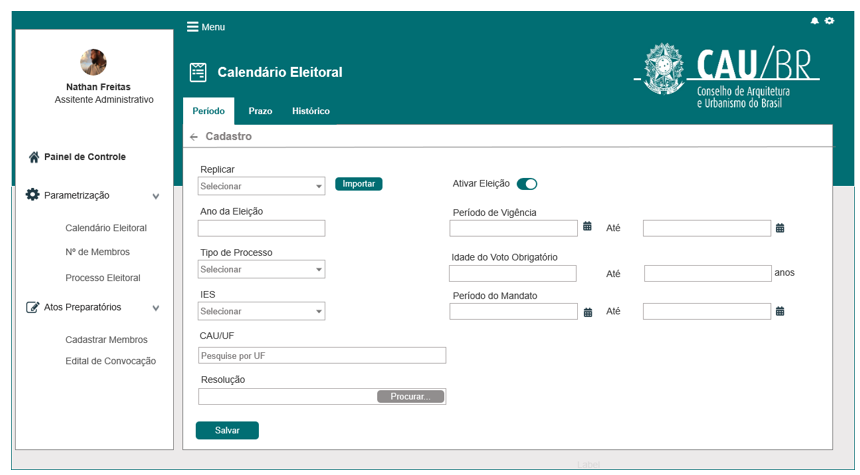 Menu
Nathan Freitas
Assitente Administrativo
Painel de Controle
Parametrização
Calendário Eleitoral
Nº de Membros
Processo Eleitoral
Atos Preparatórios
Cadastrar Membros
Edital de Convocação
Calendário Eleitoral
CAU/BR
Conselho de Arquitetura
e Urbanismo do Brasil
Período Prazo Histórico
Cadastro
Replicar
Selecionar Importar
Ativar Eleição
Ano da Eleição
Período de Vigência
Até
Tipo de Processo
Selecionar
Idade do Voto Obrigatório
Até anos
IES
Selecionar
Período do Mandato
Até
CAU/UF
Pesquise por UF
Resolução
Procurar...
Salvar
Label